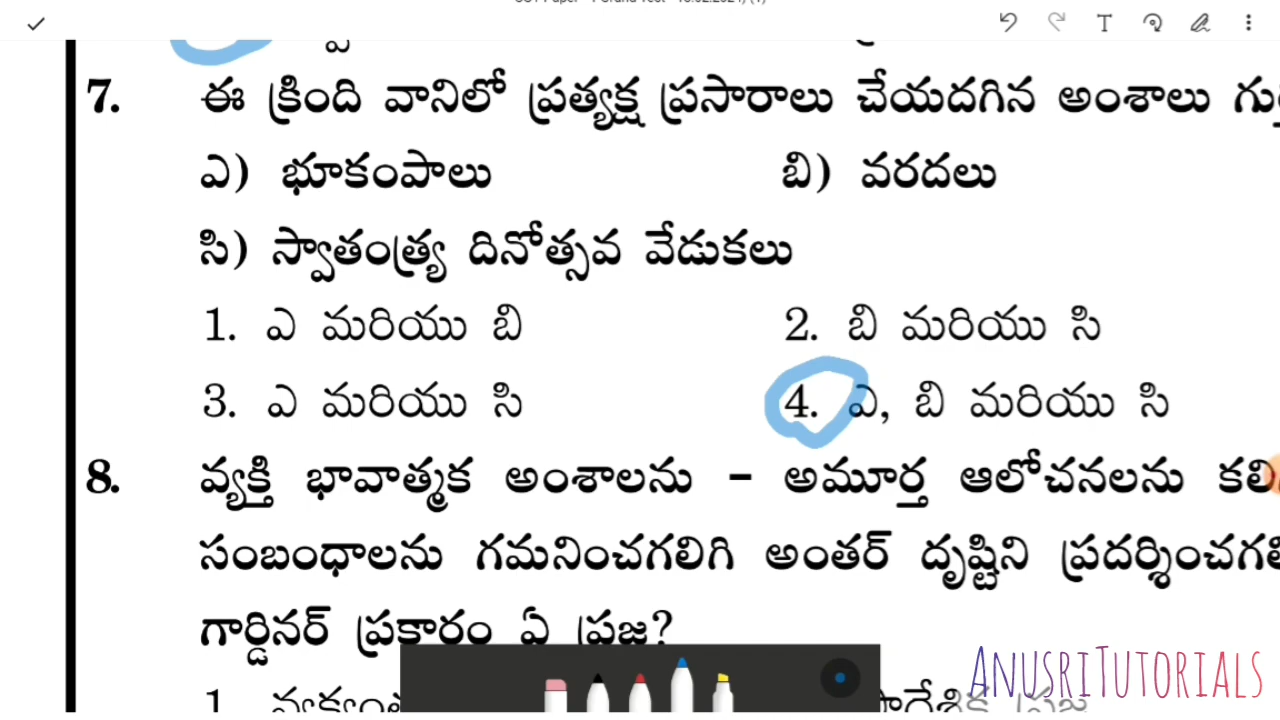 7. ఈ క్రింది వానిలో ప్రత్యక్ష ప్రసారాలు చేయదగిన అంశాలు
ఎ) భూకంపాలు బి) వరదలు
సి) స్వాతంత్ర్య దినోత్సవ వేడుకలు
1. ఎ మరియు బి 2. బి మరియు సి
3. ఎ మరియు సి 4. ఎ, బి మరియు సి
8. వ్యక్తి భావాత్మక అంశాలను - అమూర్త ఆలోచనలను
సంబంధాలను గమనించగలిగి అంతర్ దృష్టిని
గార్డినర్ ప్రకారం ఏ ప్రజ్ఞ?
1.
ANUSRITUTORIALS